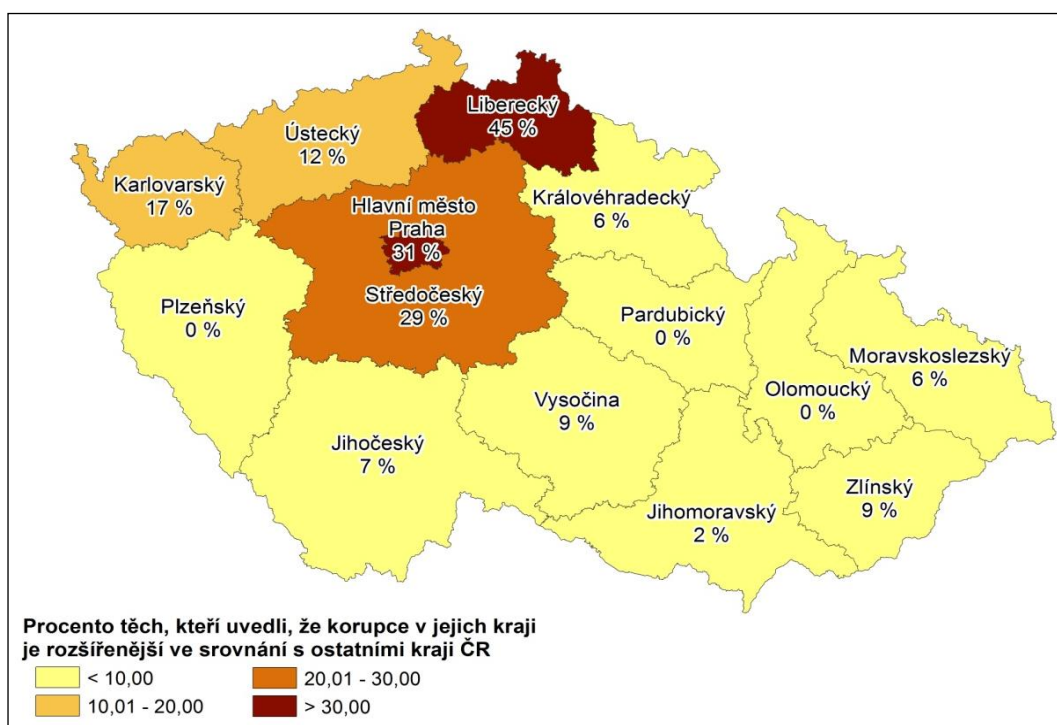 Liberecký
45 %
Ústecký
12 %
Karlovarský
17 %
Královéhradecký
6 %
Hlavní město
Praha
31 %
Plzeňský
0 %
Středočeský
29 %
Pardubický
0 %
Moravskoslezský
6 %
Olomoucký
0 %
Vysočina
9 %
Jihočeský
7 %
Zlínský
9 %
Jihomoravský
2 %
Procento těch, kteří uvedli, že korupce v jejich kraji
je rozšířenější ve srovnání s ostatními kraji ČR
< 10,00
20,01 - 30,00
10,01 - 20,00
> 30,00